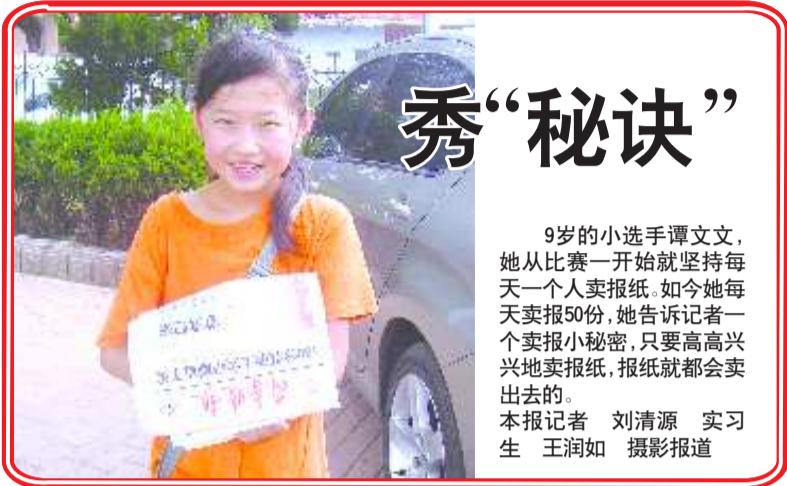 秀“秘诀”
9岁的小选手谭文文，
她从比赛一开始就坚持每
天一个人卖报纸。如今她每
天卖报50份，她告诉记者一
个卖报小秘密，只要高高兴
兴地卖报纸，报纸就都会卖
出去的。
本报记者　刘清源　实习
生　王润如　摄影报道